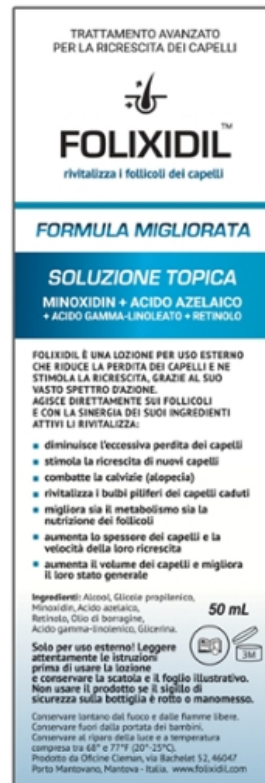 TRATTAMENTO AVANZATO
PER LA RICRESCITA DEI CAPELLI
FOLIXIDIL™
rivitalizza i follicoli dei capelli
FORMULA MIGLIORATA
SOLUZIONE TOPICA
MINOXIDIN + ACIDO AZELAICO
+ ACIDO GAMMA-LINOLEATO + RETINOLO
FOLIXIDIL È UNA LOZIONE PER USO ESTERNO
CHE RIDUCE LA PERDITA DEI CAPELLI E NE
STIMOLA LA RICRESCITA, GRAZIE AL SUO
VASTO SPETTRO D'AZIONE.
AGISCE DIRETTAMENTE SUI FOLLICOLI
E CON LA SINERGIA DEI SUOI INGREDIENTI
ATTIVI LI RIVITALIZZA:
diminuisce l'eccessiva perdita dei capelli
stimola la ricrescita di nuovi capelli
combatte la calvizie (alopecia)
rivitalizza i bulbi piliferi dei capelli caduti
migliora sia il metabolismo sia la
nutrizione dei follicoli
aumenta lo spessore dei capelli e la
velocità della loro ricrescita
aumenta il volume dei capelli e migliora
il loro stato generale
Ingredienti: Alcool, Glicole propilenico,
Minoxidin, Acido azelaico,
Retinolo, Olio di borragine,
Acido gamma-linolenico, Glicerina.
50 mL
3M
Solo per uso esterno! Leggere
attentamente le istruzioni
prima di usare la lozione
e conservare la scatola e il foglio illustrativo.
Non usare il prodotto se il sigillo di
sicurezza sulla bottiglia è rotto o manomesso.
Conservare lontano dal fuoco e dalle fiamme libere.
Conservare fuori dalla portata dei bambini.
Conservare al riparo della luce e a temperatura
compresa tra 68° e 77°F (20°-25°C).
Prodotto da Officine Cleman, via Bachelet 52, 46047
Porto Mantovano, Mantova - Italia. www.folixidil.com